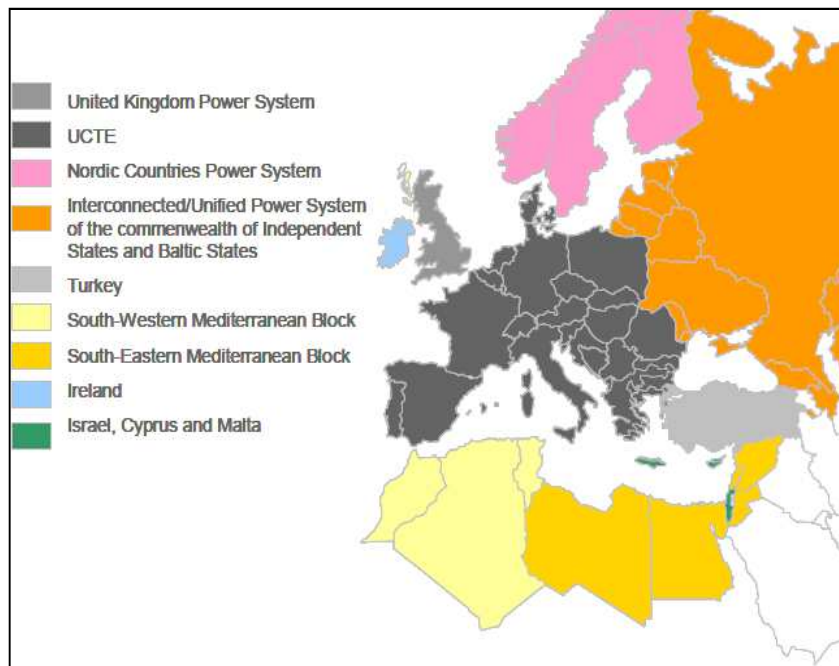 United Kingdom Power System
UCTE
Nordic Countries Power System
Interconnected/Unified Power System
of the commonwealth of Independent
States and Baltic States
Turkey
South-Western Mediterranean Block
South-Eastern Mediterranean Block
Ireland
Israel, Cyprus and Malta